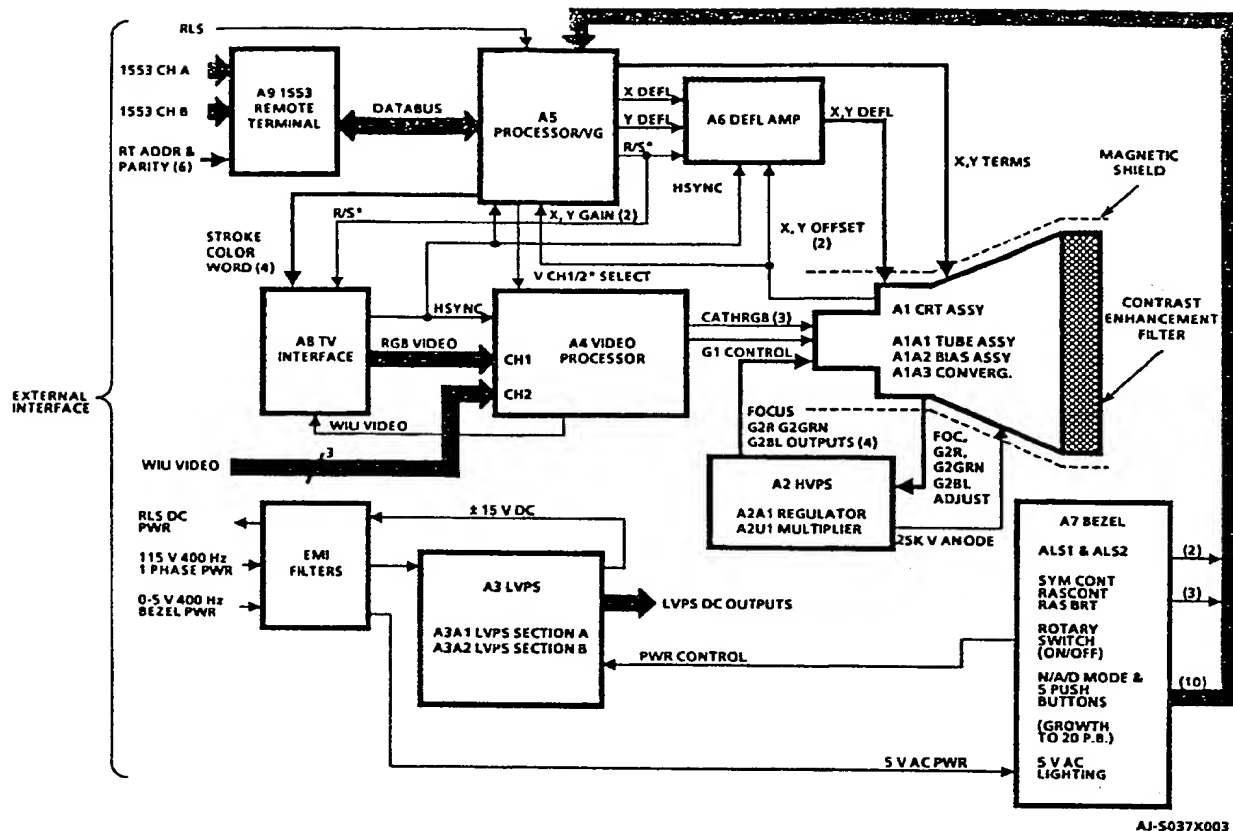 RLS
1553 CH A
1553 CH B
RT ADDR &
PARITY (6)
A9 1553
REMOTE
TERMINAL
DATABUS
A5
PROCESSOR/VG
X DEFL
Y DEFL
R/S*
A6 DEFL AMP
X,Y DEFL
X,Y TERMS
MAGNETIC
SHIELD
HSYNC
R/S*
X, Y GAIN (2)
X, Y OFFSET
(2)
STROKE
COLOR
WORD (4)
V CH1/2* SELECT
A8 TV
INTERFACE
HSYNC
RGB VIDEO
CH1
CH2
A4 VIDEO
PROCESSOR
CATHRGB (3)
G1 CONTROL
A1 CRT ASSY
A1A1 TUBE ASSY
A1A2 BIAS ASSY
A1A3 CONVERG.
CONTRAST
ENHANCEMENT
FILTER
EXTERNAL
INTERFACE
WIU VIDEO
WIU VIDEO
3
FOCUS
G2R G2GRN
G2BL OUTPUTS (4)
FOC,
G2R,
G2GRN
G2BL
ADJUST
A2 HVPS
A2A1 REGULATOR
A2U1 MULTIPLIER
25K V ANODE
RLS DC
PWR
115 V 400 Hz
1 PHASE PWR
0-5 V 400 Hz
BEZEL PWR
EMI
FILTERS
± 15 V DC
A3 LVPS
A3A1 LVPS SECTION A
A3A2 LVPS SECTION B
LVPS DC OUTPUTS
PWR CONTROL
5 V AC PWR
A7 BEZEL
ALS1 & ALS2
(2)
SYM CONT
RASCONT
RAS BRT
(3)
ROTARY
SWITCH
(ON/OFF)
N/A/D MODE &
5 PUSH
BUTTONS
(10)
(GROWTH
TO 20 P.B.)
5 V AC
LIGHTING
AJ-S037X003